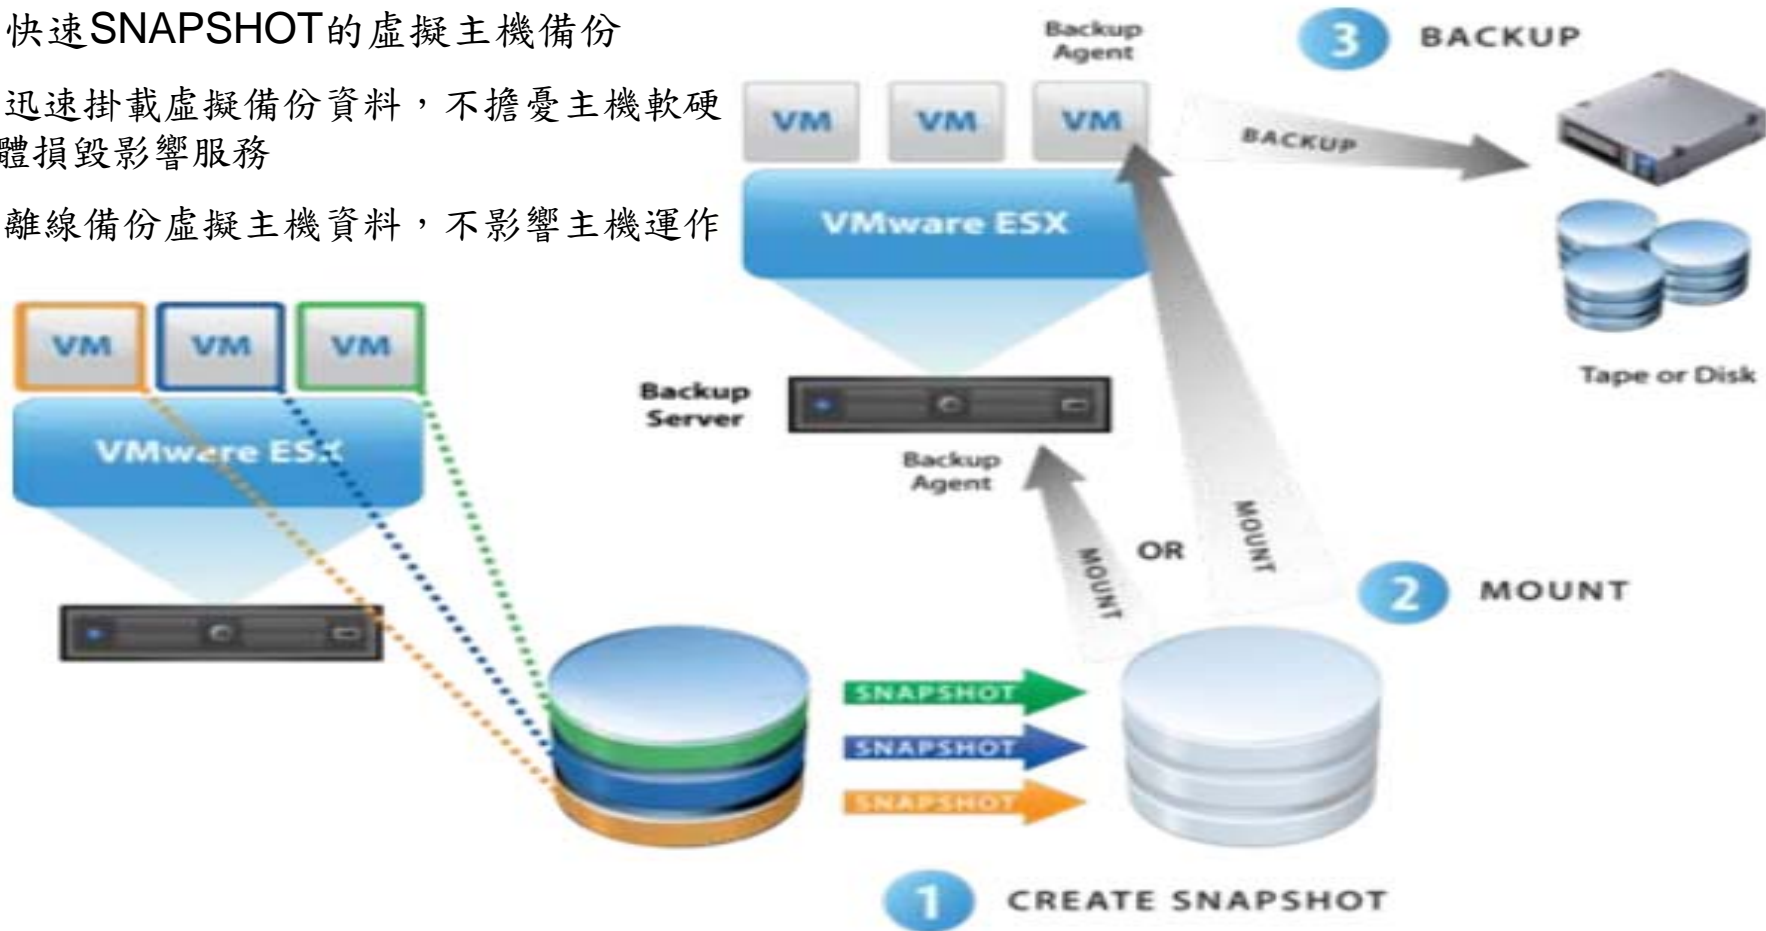 快速SNAPSHOT的虛擬主機備份
迅速掛載虛擬備份資料，不擔憂主機軟硬
體損毀影響服務
離線備份虛擬主機資料，不影響主機運作
Backup
Agent
3 BACKUP
VM VM VM
BACKUP
VMware ESX
Tape or Disk
VM VM VM
Backup
Server
VMware ESX
Backup
Agent
MOUNT
OR
MOUNT
2 MOUNT
SNAPSHOT
SNAPSHOT
SNAPSHOT
1 CREATE SNAPSHOT